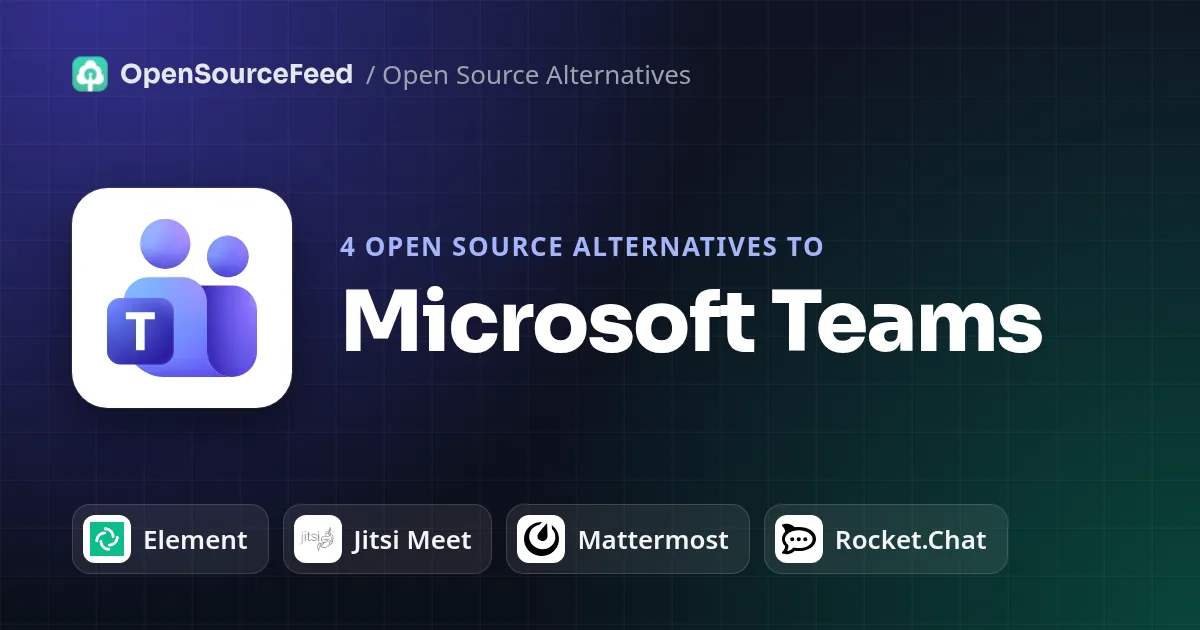 OpenSourceFeed / Open Source Alternatives
4 OPEN SOURCE ALTERNATIVES TO
Microsoft Teams
T
Element
jitsi Jitsi Meet
Mattermost
Rocket.Chat